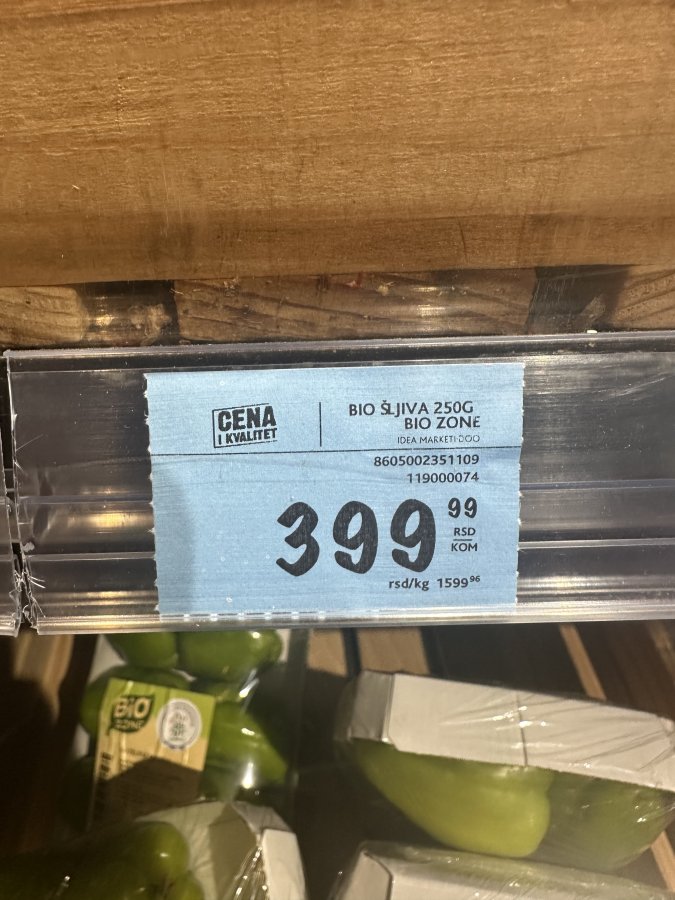 CENA
I KVALITET
BIO ŠLJIVA 250G
BIO ZONE
IDEA MARKETI DOO
8605002351109
119000074
399 99
RSD
KOM
rsd/kg 1599 96
BiO
ZONE